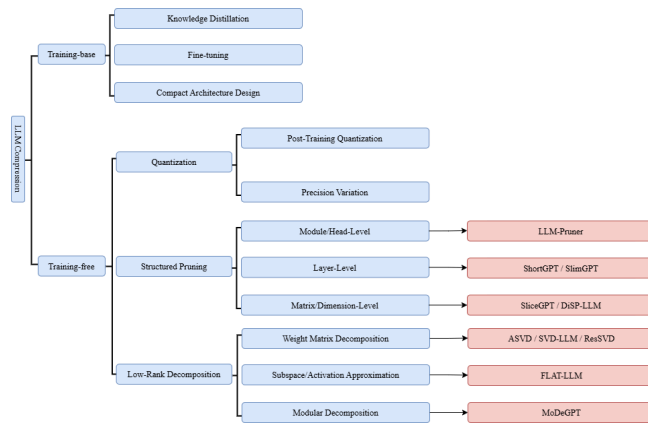 LLM Compression
Training-base
Knowledge Distillation
Fine-tuning
Compact Architecture Design
Training-free
Quantization
Post-Training Quantization
Precision Variation
Structured Pruning
Module/Head-Level
LLM-Pruner
Layer-Level
ShortGPT / SlimGPT
Matrix/Dimension-Level
SliceGPT / DiSP-LLM
Low-Rank Decomposition
Weight Matrix Decomposition
ASVD / SVD-LLM / ResSVD
Subspace/Activation Approximation
FLAT-LLM
Modular Decomposition
MoDeGPT